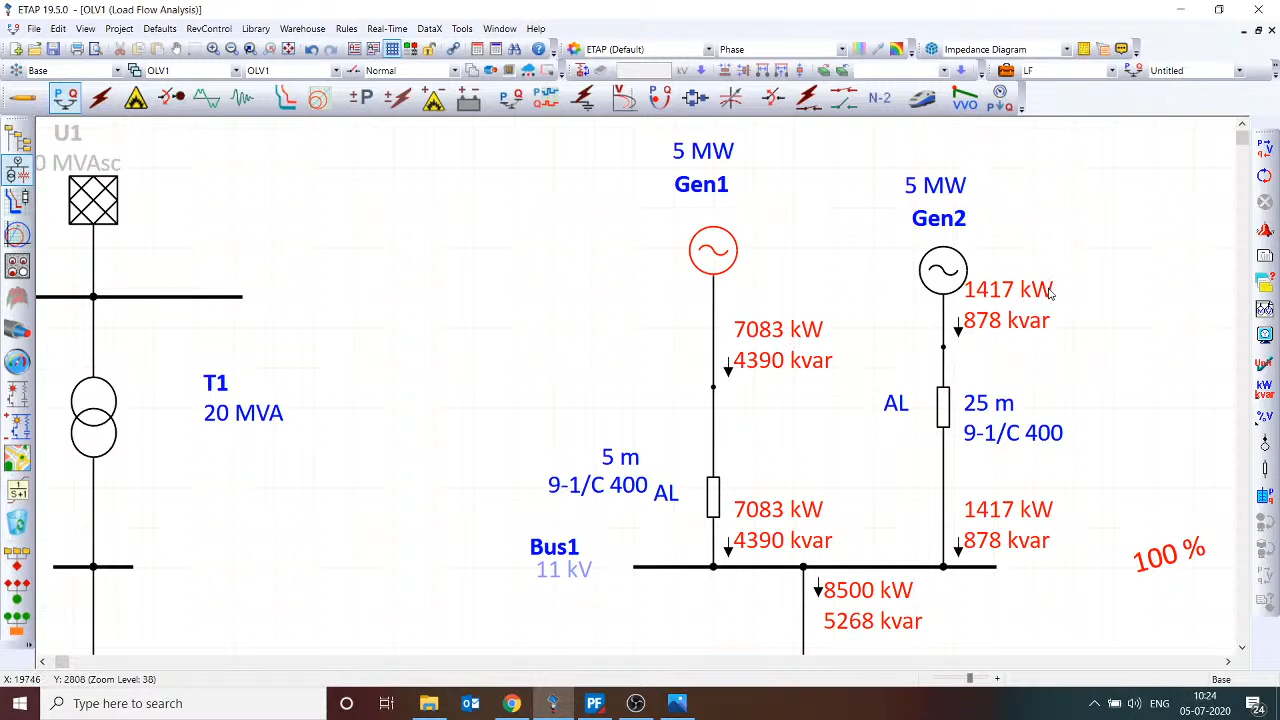 ETAP 19.5.0 - [OLV1 (Load Flow Analysis)]
File Edit View Project Defaults RevControl Library Warehouse Rules Real-Time DataX Tools Window Help
ETAP (Default) Phase Impedance Diagram
Base OLV1 OLV1 Normal kV LF Untitled
N-2
VVO
U1
0 MVAsc
T1
20 MVA
5 MW
Gen1
5 MW
Gen2
7083 kW
4390 kvar
1417 kW
878 kvar
5 m
9-1/C 400 AL
AL 25 m
9-1/C 400
7083 kW
4390 kvar
1417 kW
878 kvar
Bus1
11 kV
100 %
8500 kW
5268 kvar
X: 19746 Y: 2808 (Zoom Level: 38)
Base
Type here to search
ENG
10:24
05-07-2020
24